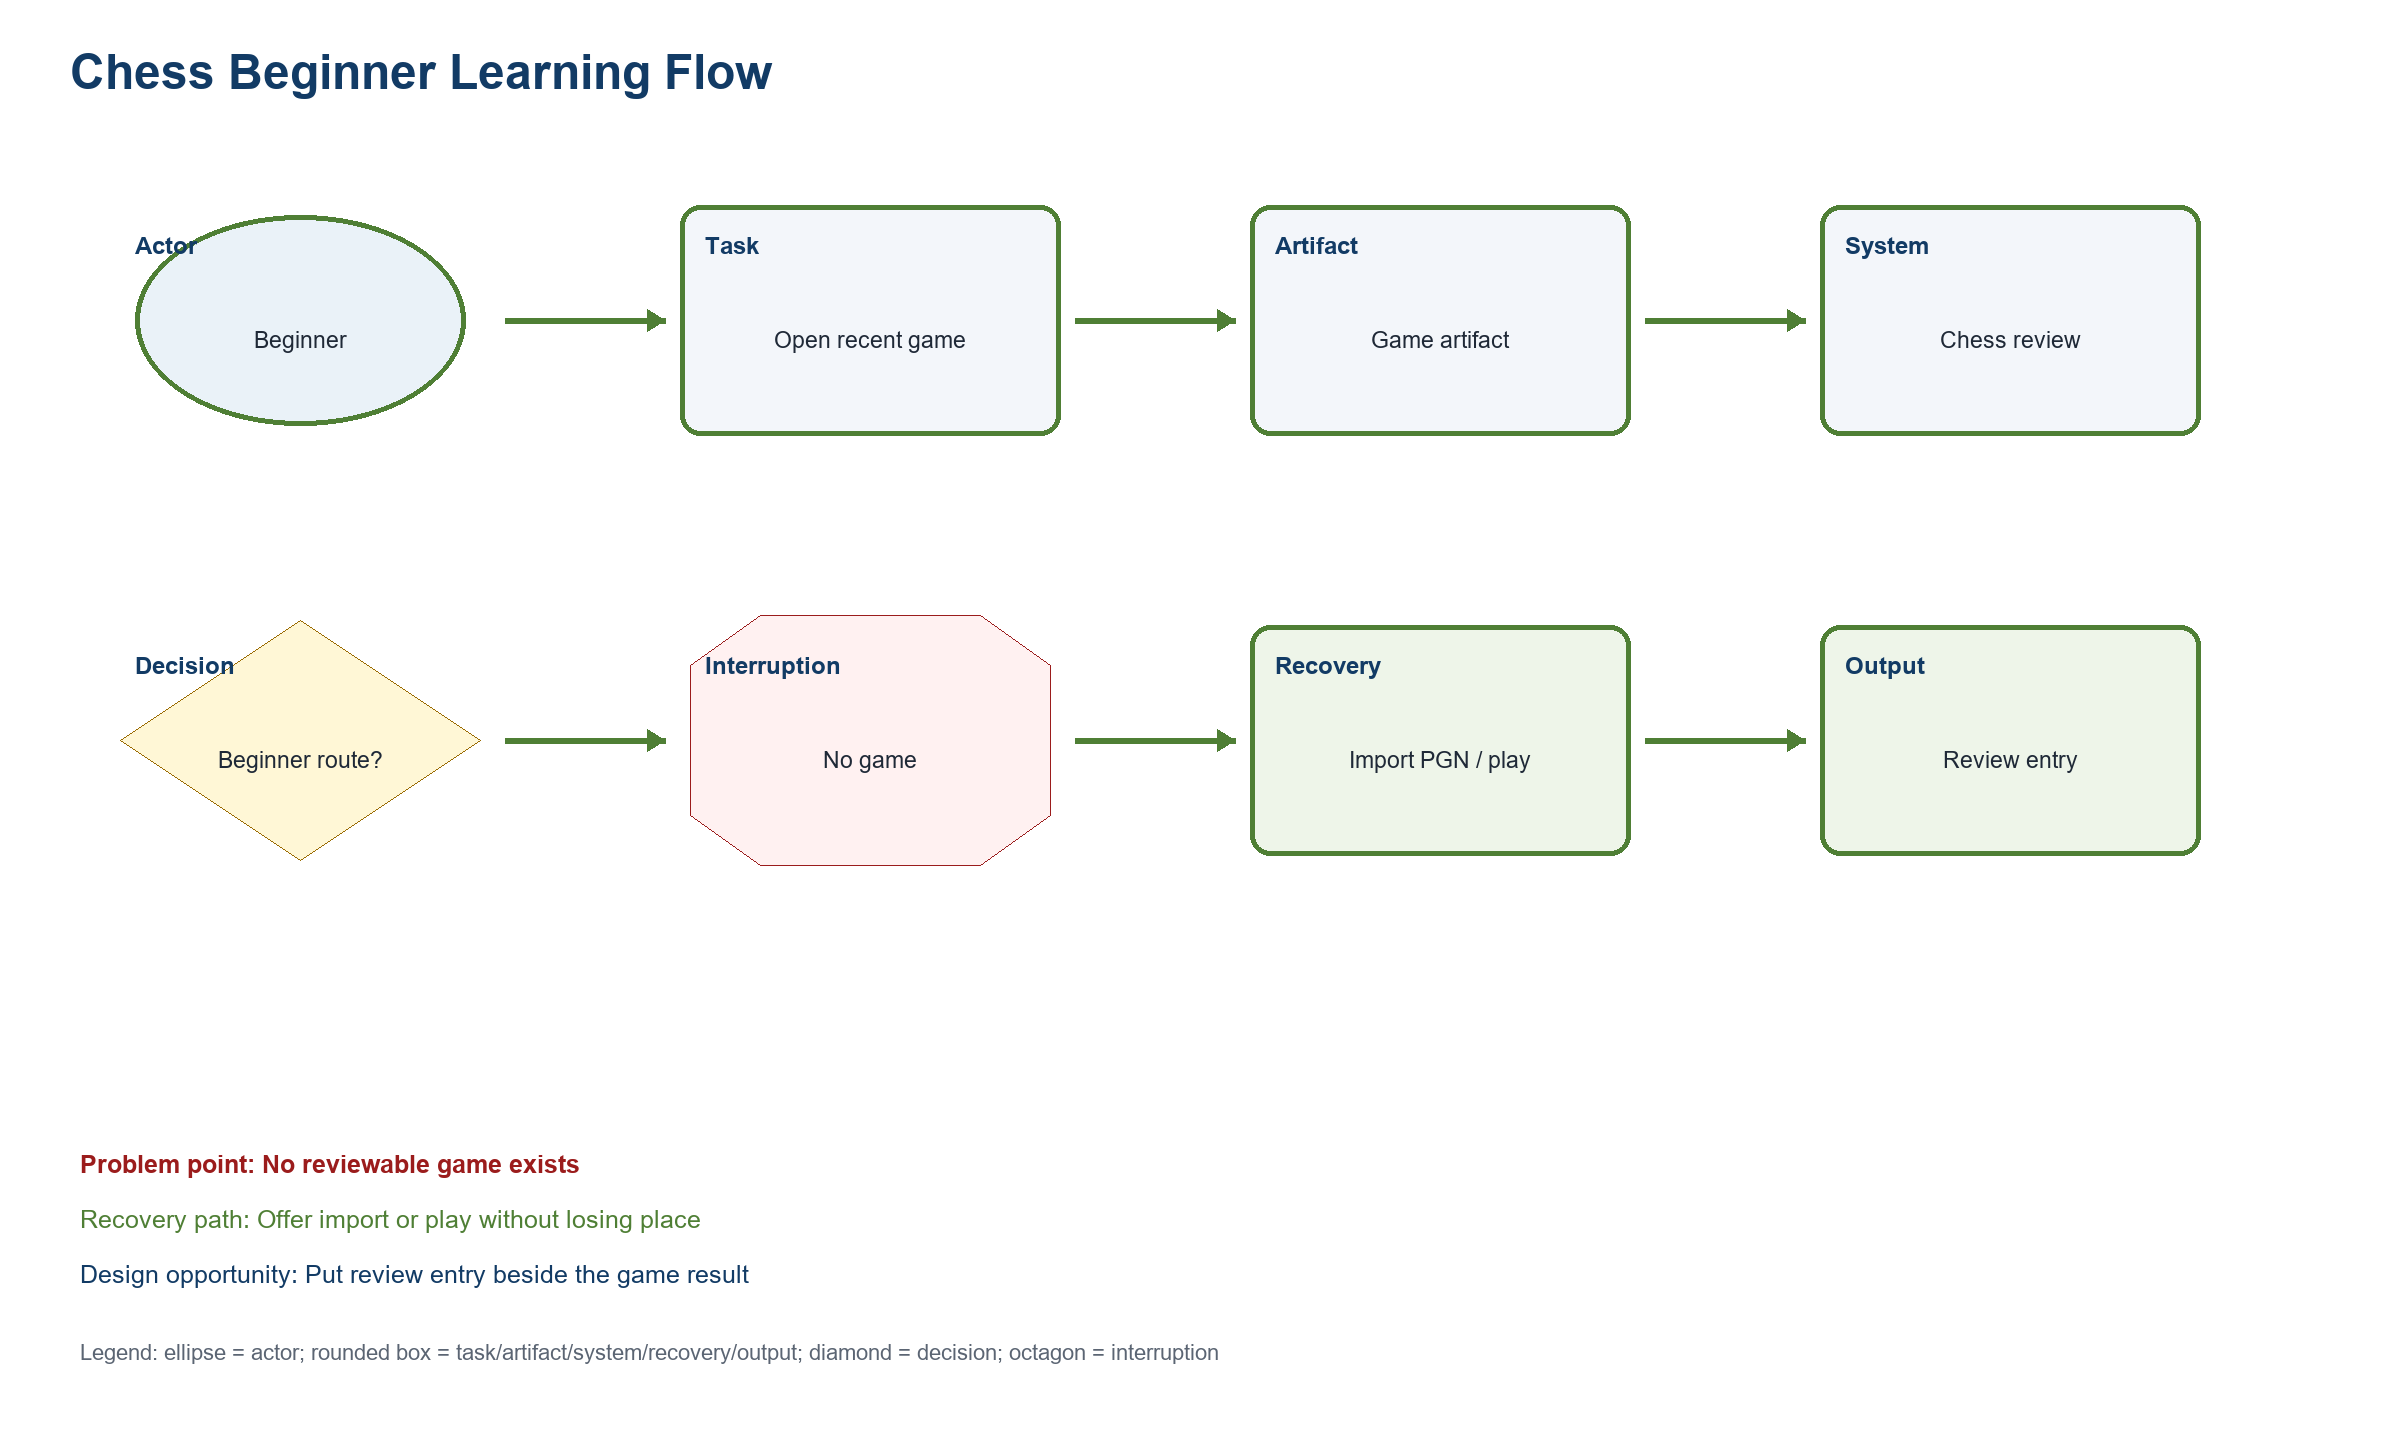 Chess Beginner Learning Flow
Actor
Beginner
Task
Open recent game
Artifact
Game artifact
System
Chess review
Decision
Beginner route?
Interruption
No game
Recovery
Import PGN / play
Output
Review entry
Problem point: No reviewable game exists
Recovery path: Offer import or play without losing place
Design opportunity: Put review entry beside the game result
Legend: ellipse = actor; rounded box = task/artifact/system/recovery/output; diamond = decision; octagon = interruption